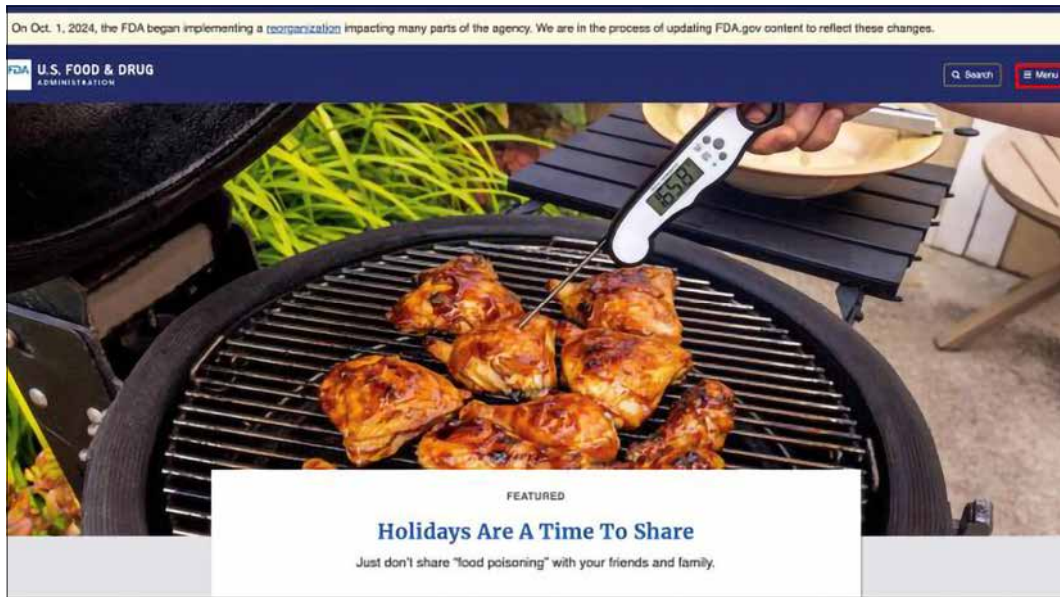 On Oct. 1, 2024, the FDA began implementing a reorganization impacting many parts of the agency. We are in the process of updating FDA.gov content to reflect these changes.
FDA
U.S. FOOD & DRUG
ADMINISTRATION
Search
Menu
165.8
FEATURED
Holidays Are A Time To Share
Just don't share "food poisoning" with your friends and family.